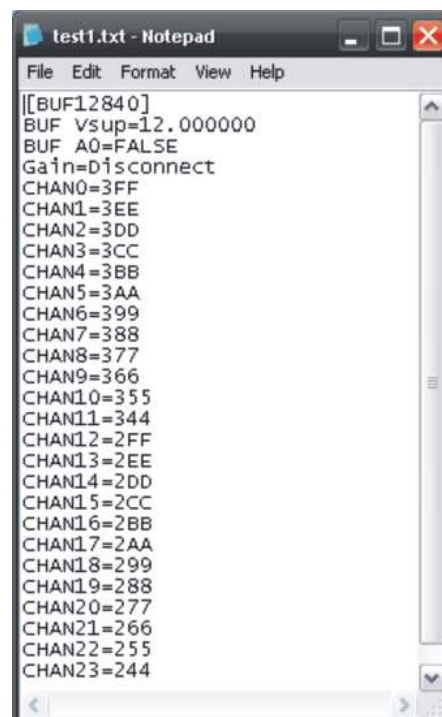 test1.txt - Notepad
File Edit Format View Help
[BUF12840]
BUF Vsup=12.000000
BUF A0=FALSE
Gain=Disconnect
CHAN0=3FF
CHAN1=3EE
CHAN2=3DD
CHAN3=3CC
CHAN4=3BB
CHAN5=3AA
CHAN6=399
CHAN7=388
CHAN8=377
CHAN9=366
CHAN10=355
CHAN11=344
CHAN12=2FF
CHAN13=2EE
CHAN14=2DD
CHAN15=2CC
CHAN16=2BB
CHAN17=2AA
CHAN18=299
CHAN19=288
CHAN20=277
CHAN21=266
CHAN22=255
CHAN23=244